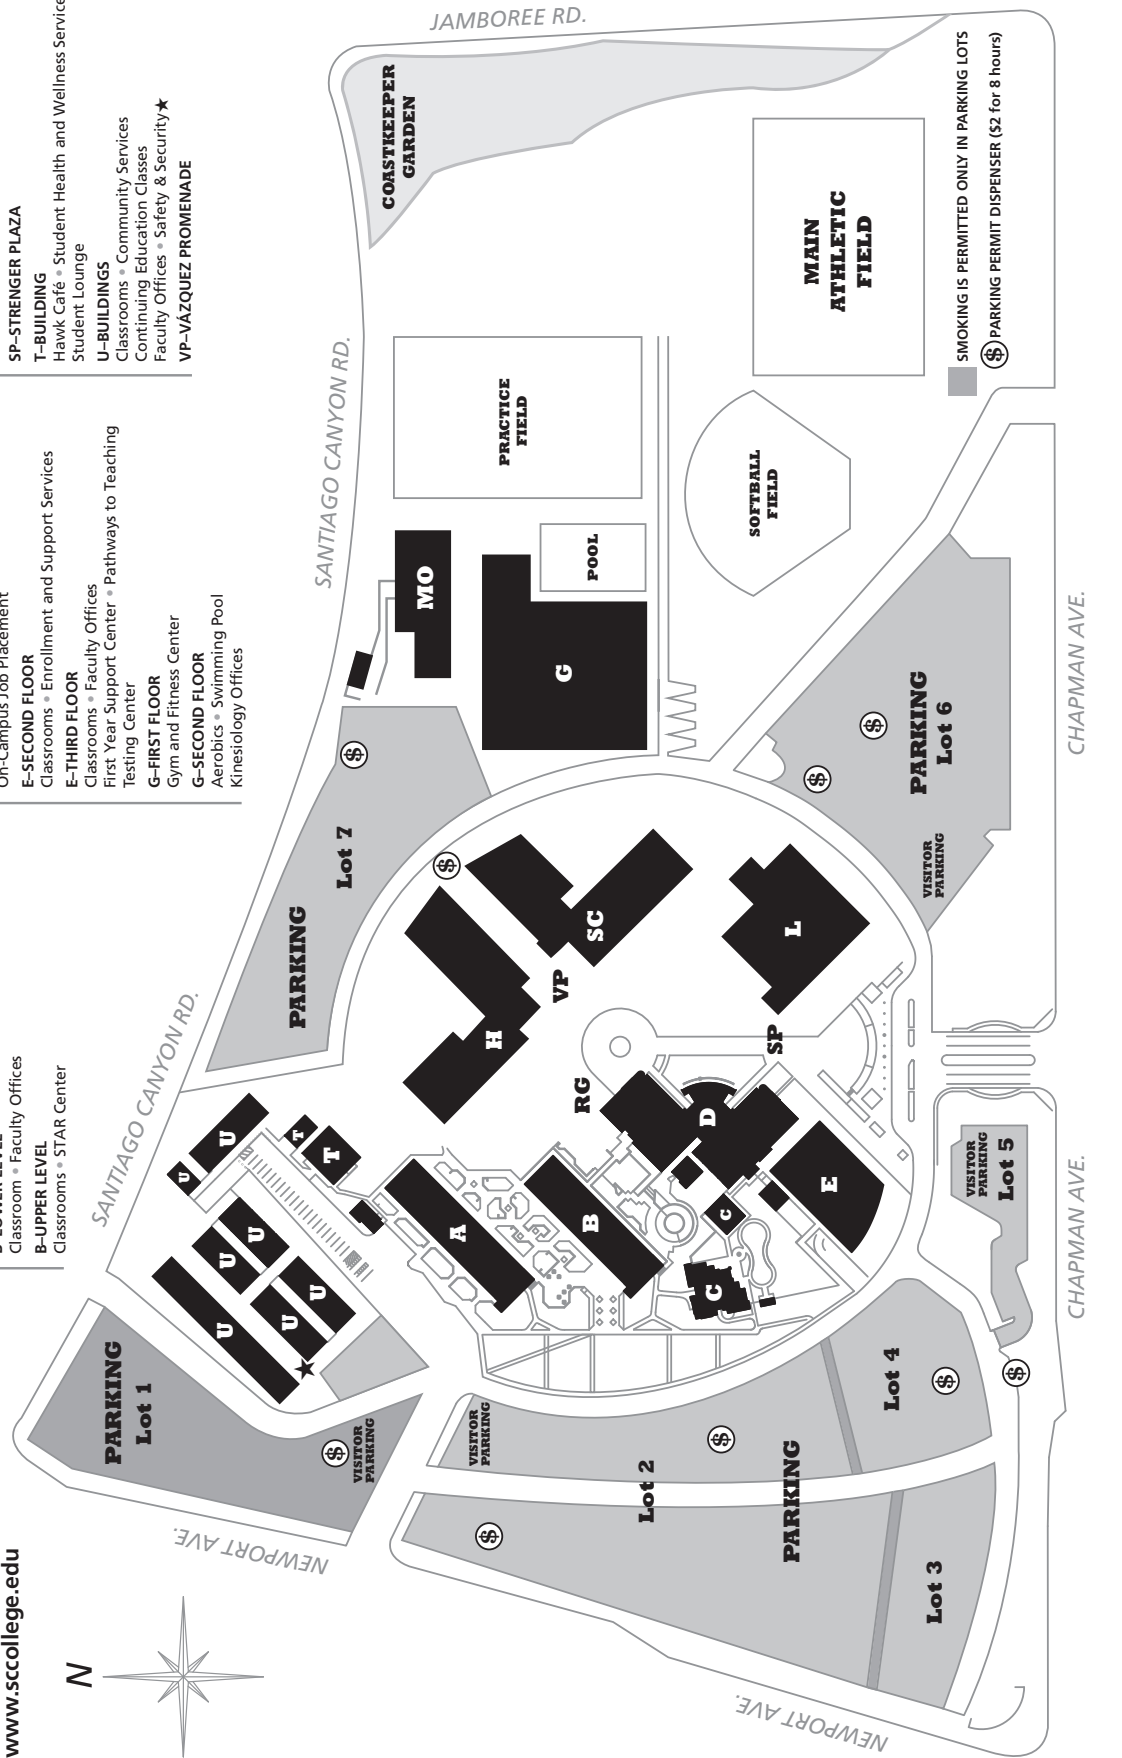 www.sccollege.edu
N
Classroom • Faculty Offices
B–UPPER LEVEL
Classrooms • STAR Center
On-Campus Job Placement
E–SECOND FLOOR
Classrooms • Enrollment and Support Services
E–THIRD FLOOR
Classrooms • Faculty Offices
First Year Support Center • Pathways to Teaching
Testing Center
G–FIRST FLOOR
Gym and Fitness Center
G–SECOND FLOOR
Aerobics • Swimming Pool
Kinesiology Offices
SP–STRENGER PLAZA
T–BUILDING
Hawk Café • Student Health and Wellness Service
Student Lounge
U–BUILDINGS
Classrooms • Community Services
Continuing Education Classes
Faculty Offices • Safety & Security★
VP–VÁZQUEZ PROMENADE
NEWPORT AVE.
PARKING
Lot 1
$
VISITOR
PARKING
SANTIAGO CANYON RD.
U
U
U
U
U
U
U
T
T
PARKING
Lot 7
$
$
SANTIAGO CANYON RD.
JAMBOREE RD.
COASTKEEPER
GARDEN
MO
PRACTICE
FIELD
G
POOL
H
VP
SC
A
B
RG
D
SP
L
C
C
E
SOFTBALL
FIELD
MAIN
ATHLETIC
FIELD
VISITOR
PARKING
$
Lot 2
$
PARKING
Lot 4
$
Lot 3
NEWPORT AVE.
$
VISITOR
PARKING
Lot 5
VISITOR
PARKING
$
$
PARKING
Lot 6
SMOKING IS PERMITTED ONLY IN PARKING LOTS
$ PARKING PERMIT DISPENSER ($2 for 8 hours)
CHAPMAN AVE.
CHAPMAN AVE.